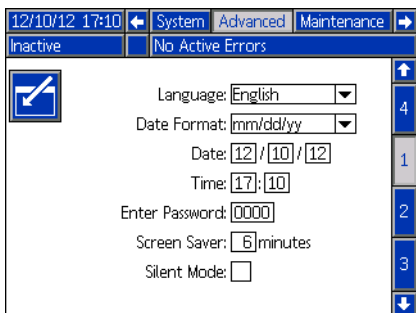 12/10/12 17:10 System Advanced Maintenance
Inactive No Active Errors
4
1
2
3
Language: English
Date Format: mm/dd/yy
Date: 12 / 10 / 12
Time: 17 : 10
Enter Password: 0000
Screen Saver: 6 minutes
Silent Mode: